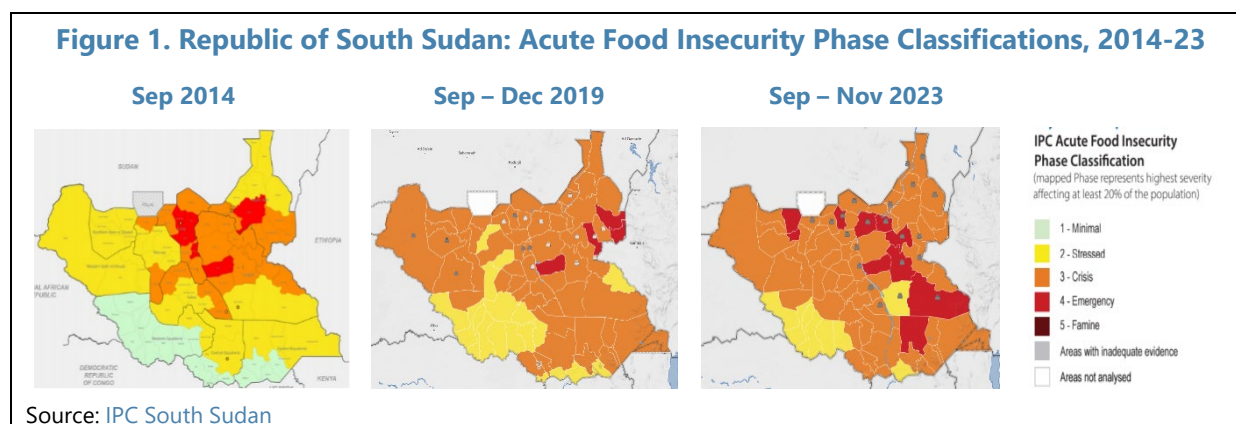 Figure 1. Republic of South Sudan: Acute Food Insecurity Phase Classifications, 2014-23
Sep 2014
Sep – Dec 2019
Sep – Nov 2023
SUDAN
ETHIOPIA
DEMOCRATIC
REPUBLIC
OF CONGO
KENYA
IPC Acute Food Insecurity
Phase Classification
(mapped Phase represents highest severity
affecting at least 20% of the population)
1 - Minimal
2 - Stressed
3 - Crisis
4 - Emergency
5 - Famine
Areas with inadequate evidence
Areas not analysed
Source: IPC South Sudan